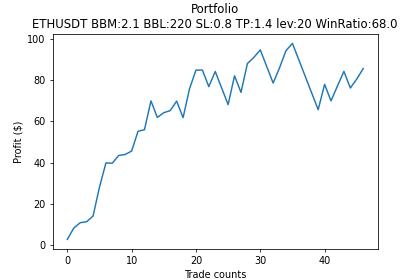 Portfolio
ETHUSDT BBM:2.1 BBL:220 SL:0.8 TP:1.4 lev:20 WinRatio:68.0
100
80
60
40
20
0
Profit ($)
0 10 20 30 40
Trade counts